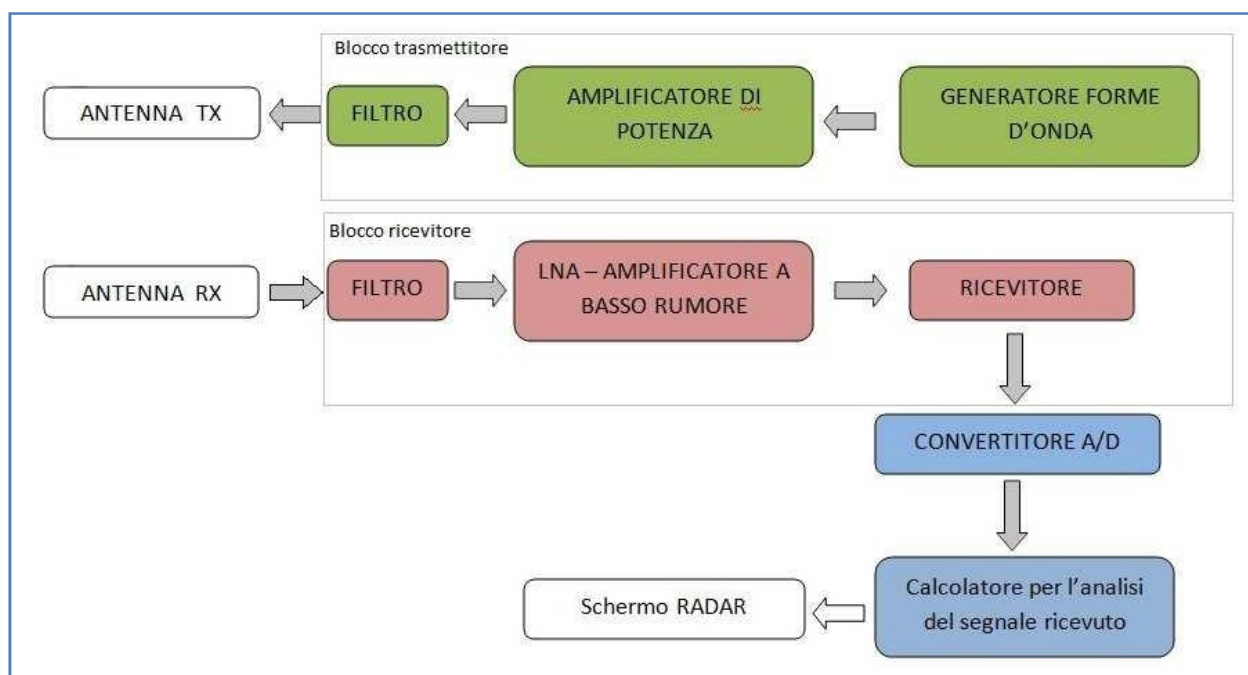 Blocco trasmettitore
ANTENNA TX
FILTRO
AMPLIFICATORE DI
POTENZA
GENERATORE FORME
D'ONDA
Blocco ricevitore
ANTENNA RX
FILTRO
LNA – AMPLIFICATORE A
BASSO RUMORE
RICEVITORE
CONVERTITORE A/D
Calcolatore per l'analisi
del segnale ricevuto
Schermo RADAR